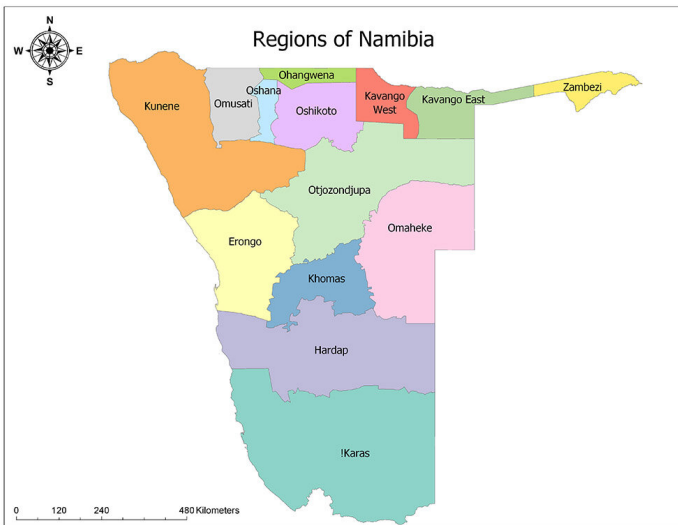 N
W E
S
Regions of Namibia
Ohangwena
Zambezi
Oshana
Kunene
Omusati
Oshikoto
Kavango
West
Kavango East
Otjozondjupa
Omaheke
Erongo
Khomas
Hardap
!Karas
0 120 240 480 Kilometers